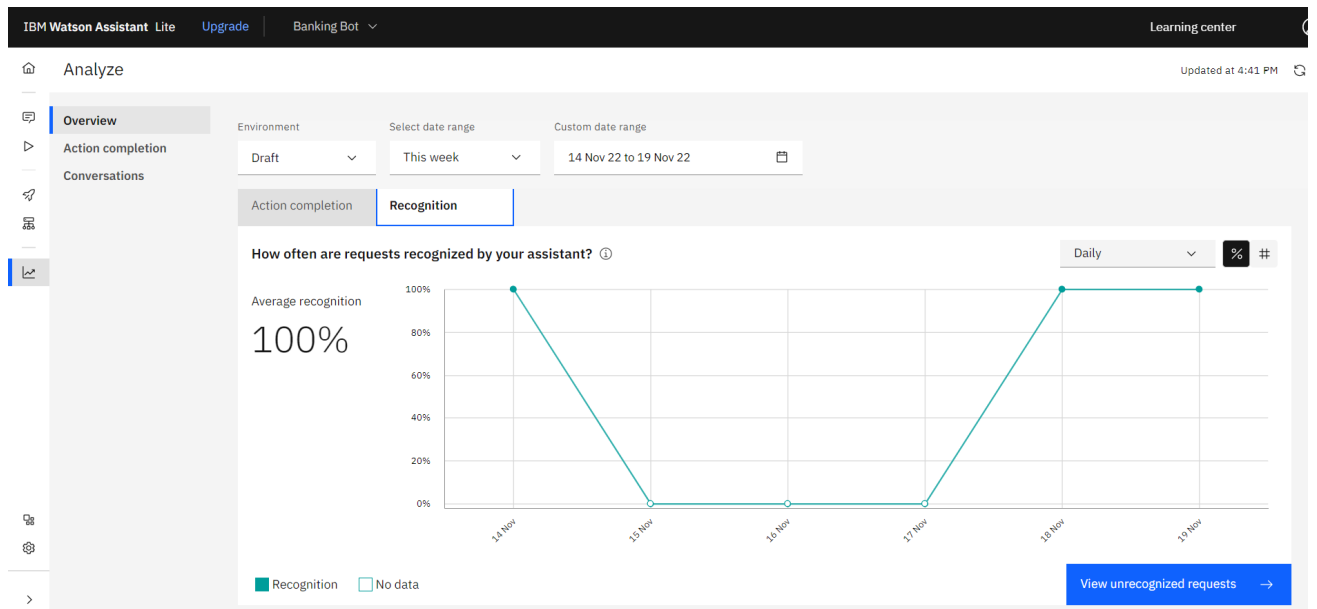 IBM Watson Assistant Lite Upgrade Banking Bot Learning center
Analyze Updated at 4:41 PM
Overview
Action completion
Conversations
Environment Select date range Custom date range
Draft This week 14 Nov 22 to 19 Nov 22
Action completion Recognition
How often are requests recognized by your assistant? Daily % #
Average recognition
100%
100%
80%
60%
40%
20%
0%
14 Nov 15 Nov 16 Nov 17 Nov 18 Nov 19 Nov
Recognition No data
View unrecognized requests